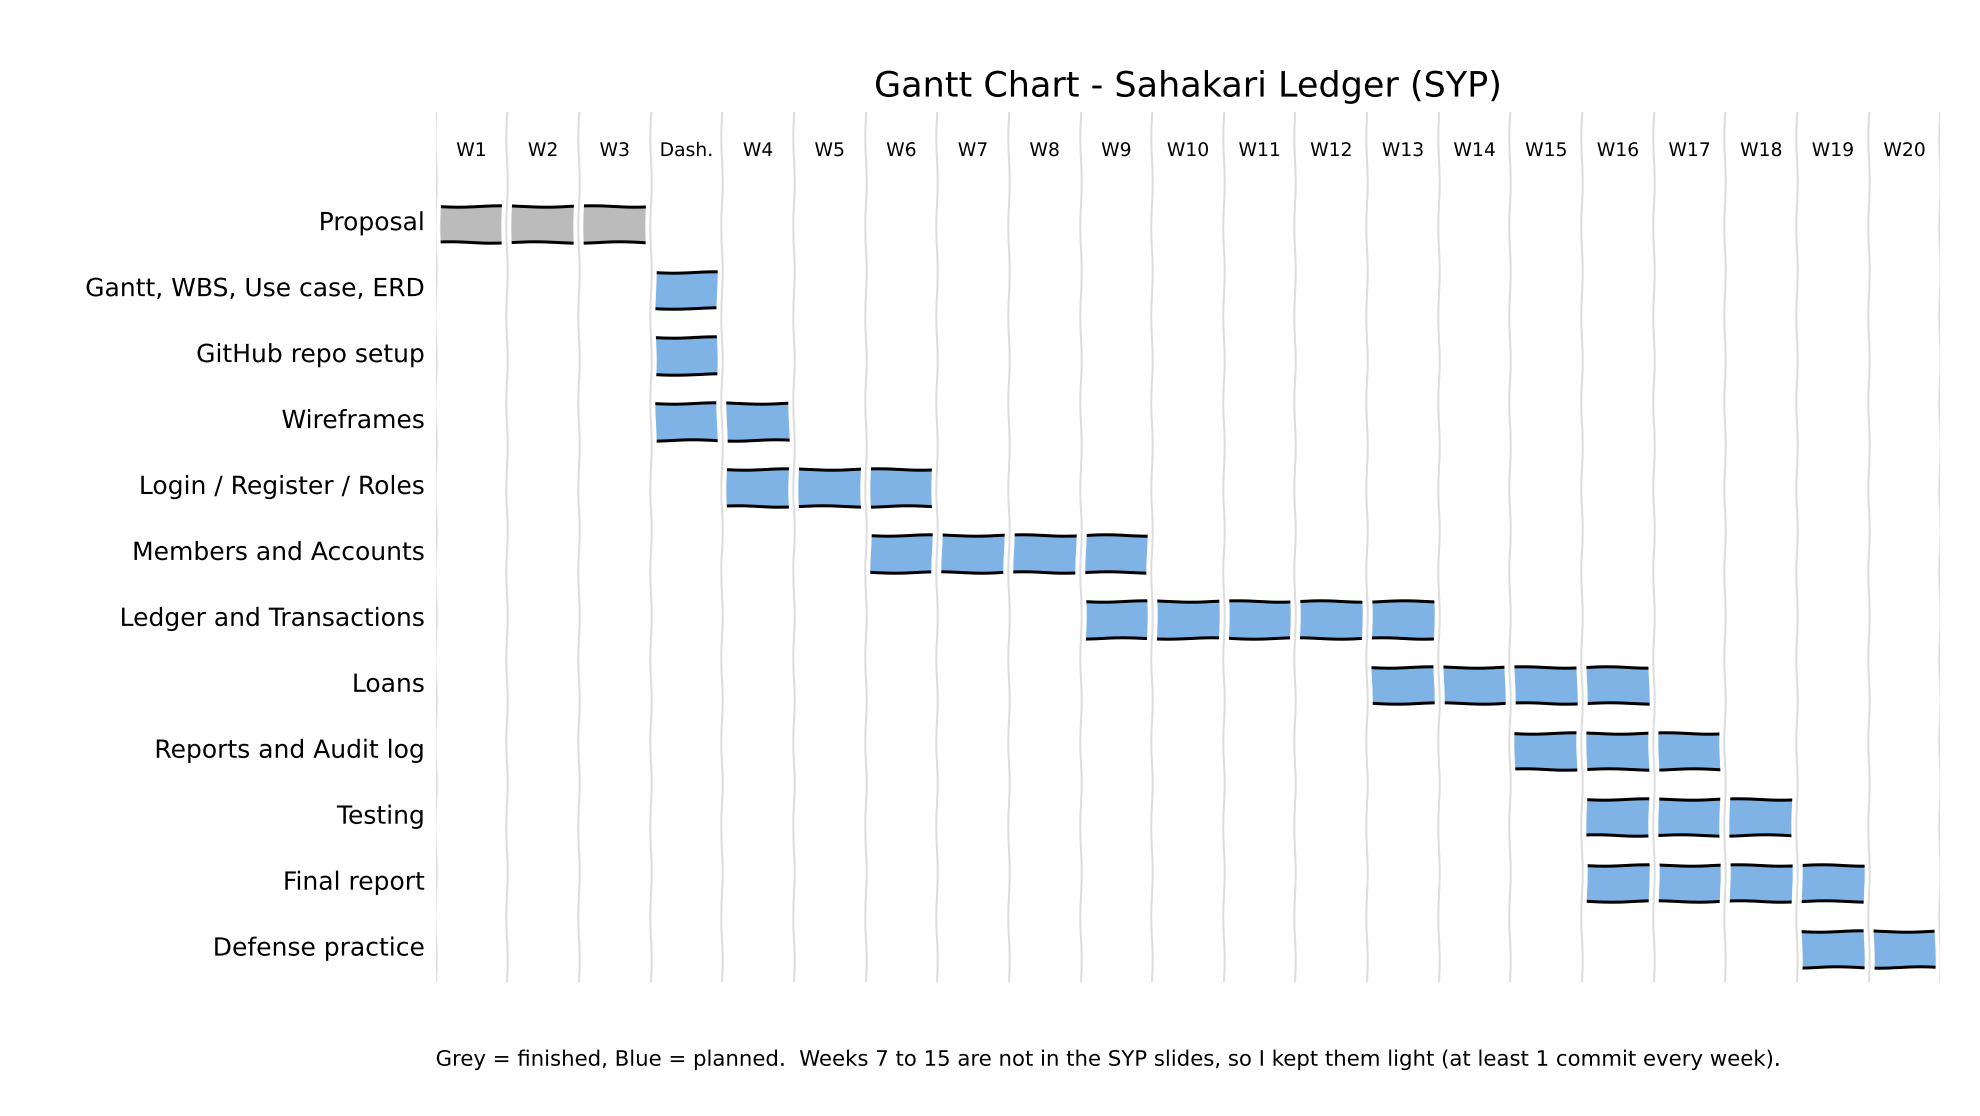 Gantt Chart - Sahakari Ledger (SYP)
W1 W2 W3 Dash. W4 W5 W6 W7 W8 W9 W10 W11 W12 W13 W14 W15 W16 W17 W18 W19 W20
Proposal
Gantt, WBS, Use case, ERD
GitHub repo setup
Wireframes
Login / Register / Roles
Members and Accounts
Ledger and Transactions
Loans
Reports and Audit log
Testing
Final report
Defense practice
Grey = finished, Blue = planned.  Weeks 7 to 15 are not in the SYP slides, so I kept them light (at least 1 commit every week).